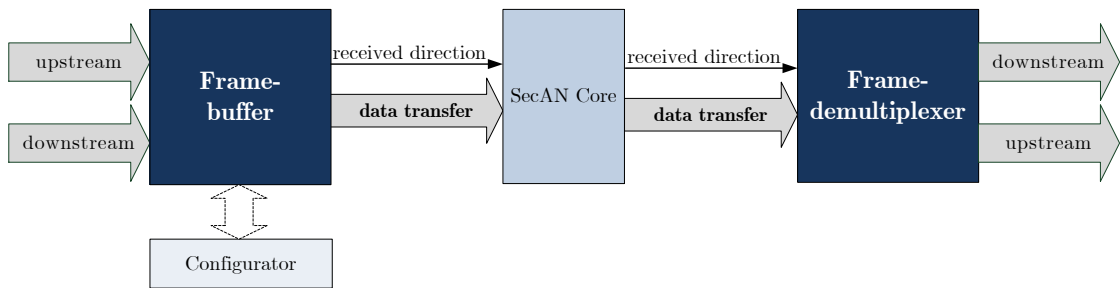 upstream
downstream
Frame-
buffer
received direction
data transfer
SecAN Core
received direction
data transfer
Frame-
demultiplexer
downstream
upstream
Configurator